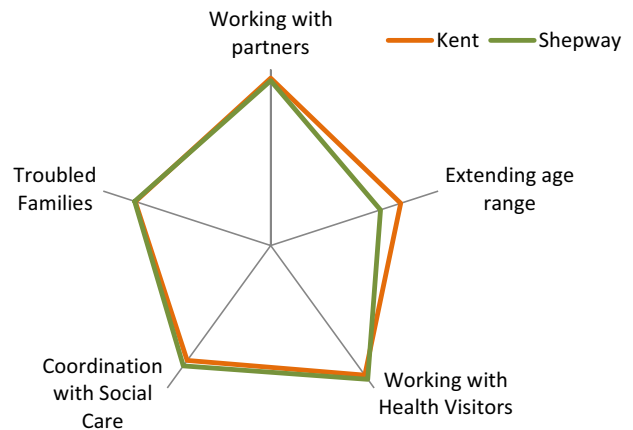 Working with
partners
Kent
Shepway
Troubled
Families
Extending age
range
Coordination
with Social
Care
Working with
Health Visitors